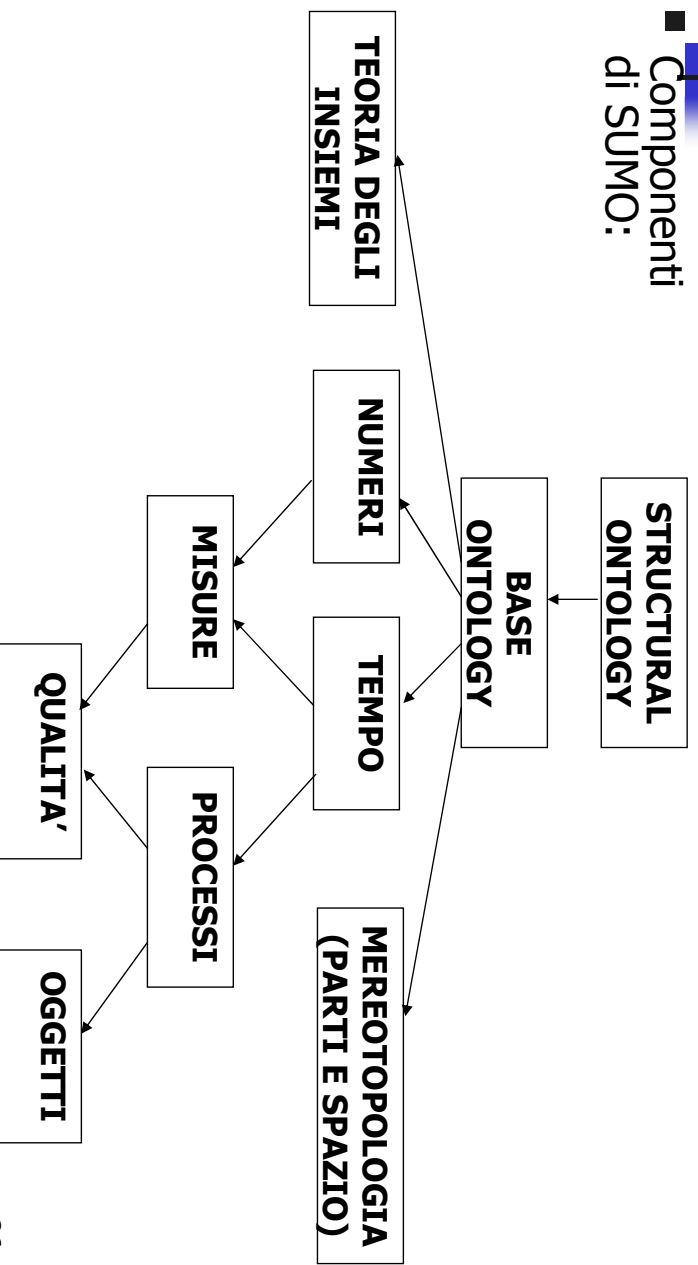 Componenti
di SUMO:
STRUCTURAL
ONTOLOGY
BASE
ONTOLOGY
TEORIA DEGLI
INSIEMI
NUMERI
TEMPO
MEREOTOPOLOGIA
(PARTI E SPAZIO)
MISURE
PROCESSI
QUALITA’
OGGETTI